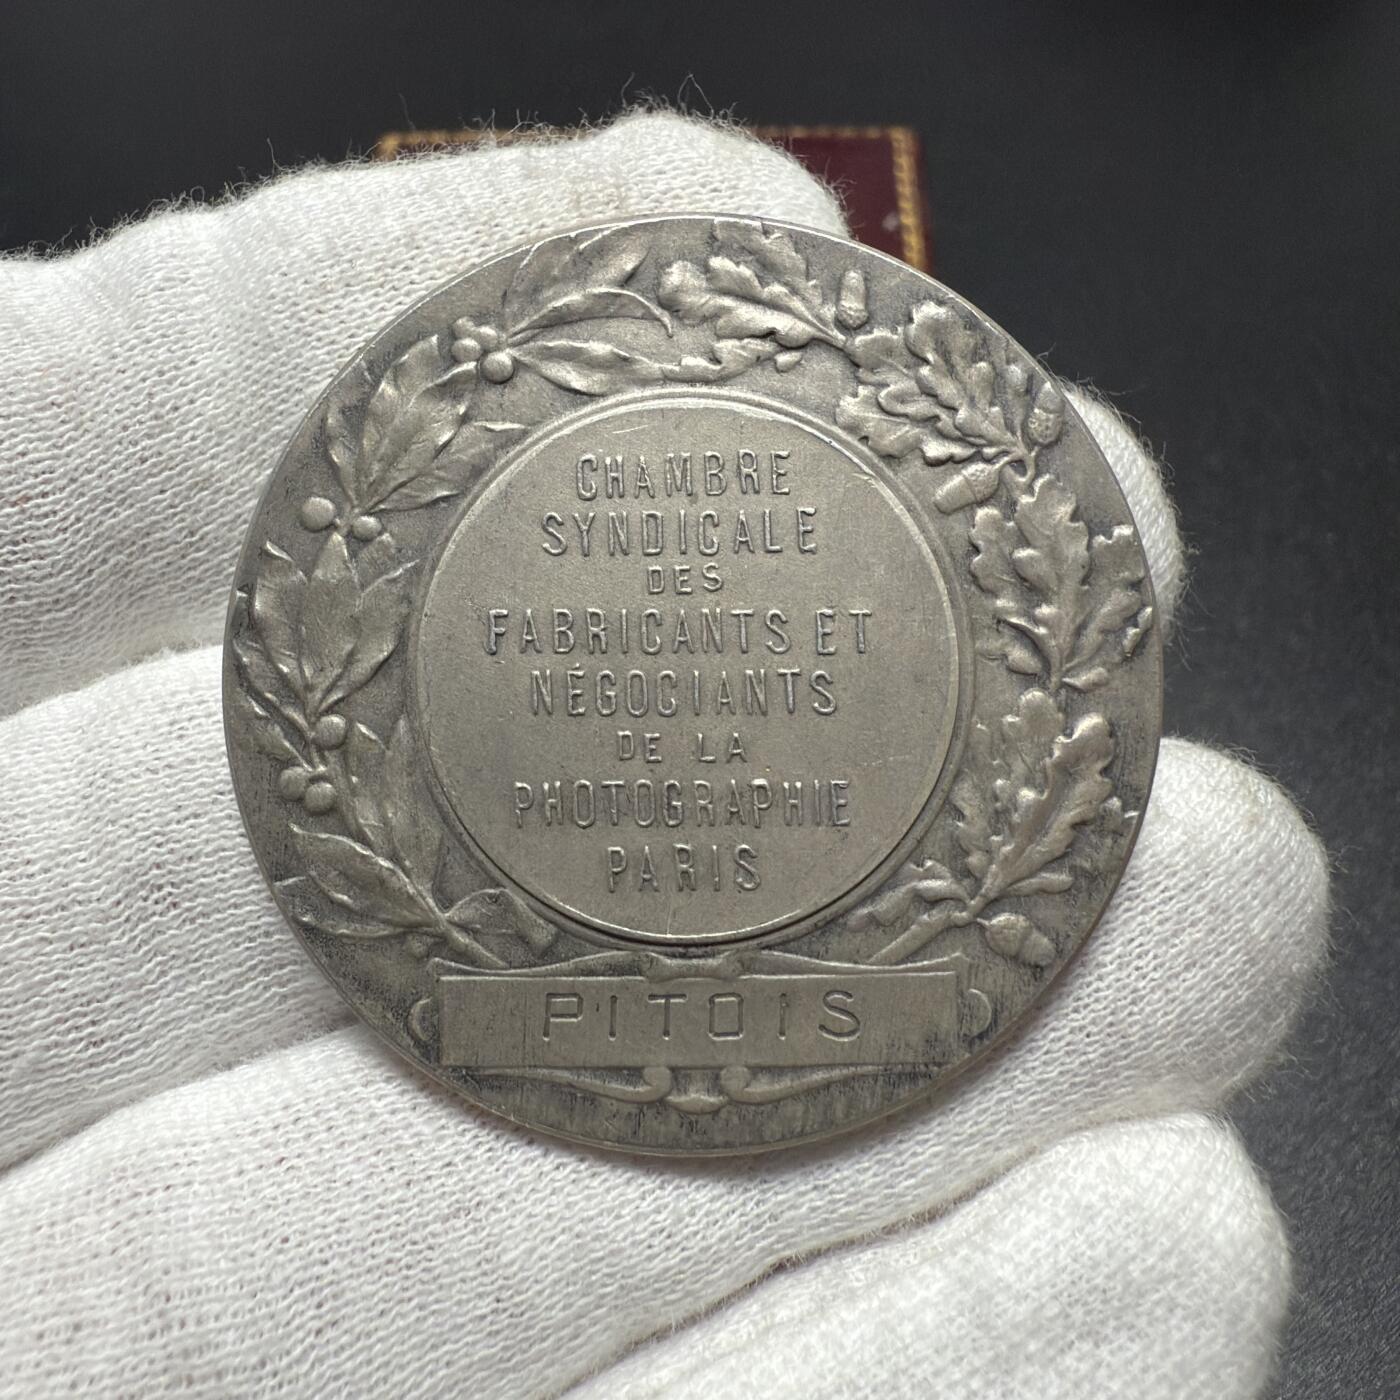 CHAMBRE
SYNDICALE
DES
FABRICANTS ET
NÉGOCIANTS
DE LA
PHOTOGRAPHIE
PARIS
PITOIS